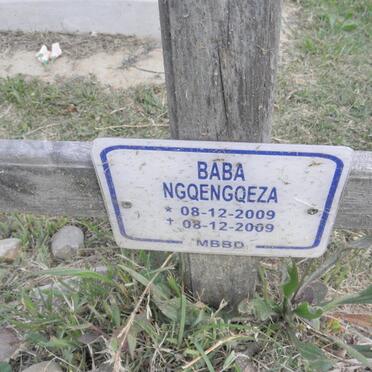 BABA
NGQENGQEZA
* 08-12-2009
+ 08-12-2009
MBBD